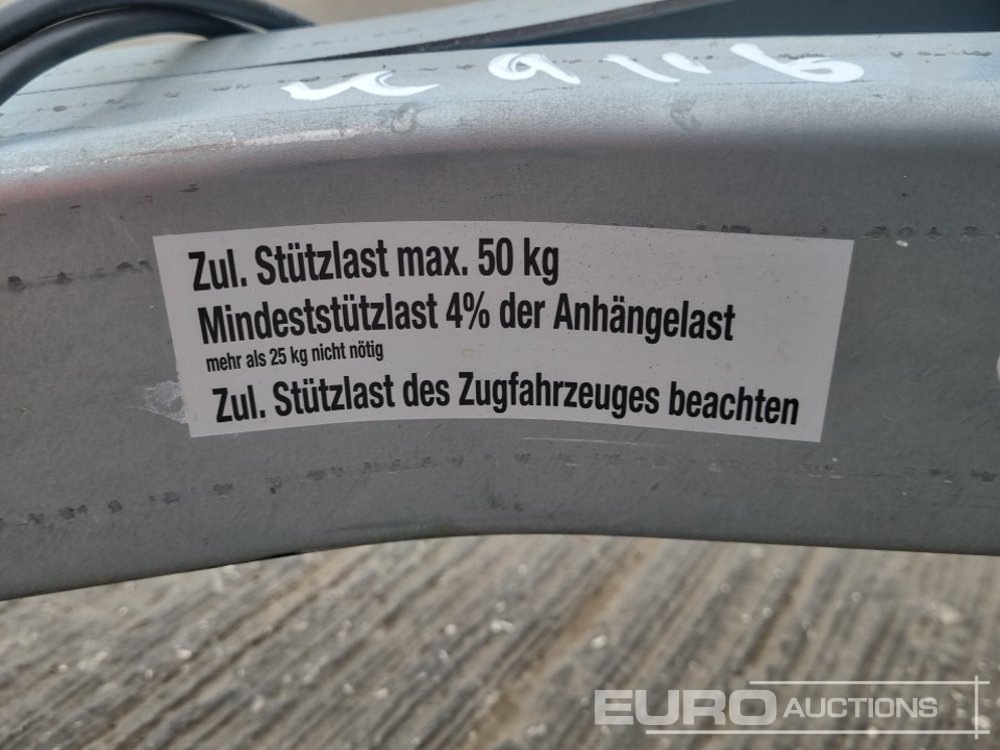 Zul. Stützlast max. 50 kg
Mindeststützlast 4% der Anhängelast
mehr als 25 kg nicht nötig
Zul. Stützlast des Zugfahrzeuges beachten
EURO AUCTIONS